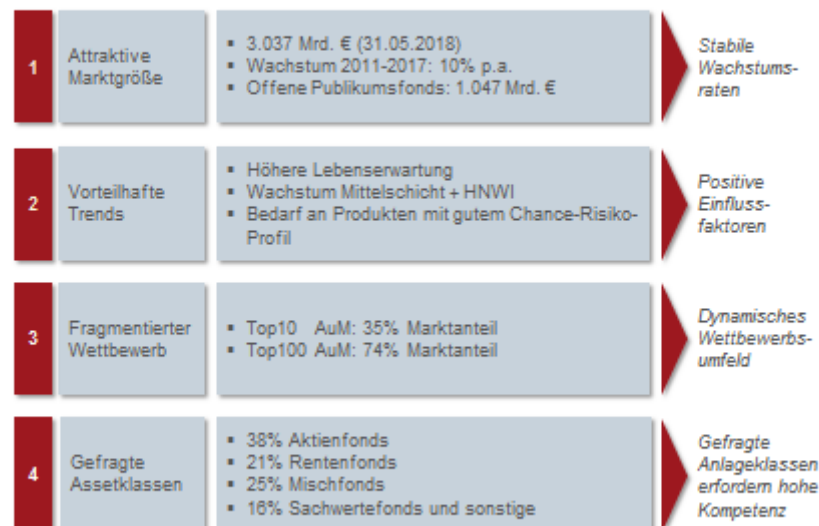 1
Attraktive
Marktgröße
▪ 3.037 Mrd. € (31.05.2018)
▪ Wachstum 2011-2017: 10% p.a.
▪ Offene Publikumsfonds: 1.047 Mrd. €
Stabile
Wachstums-
raten
2
Vorteilhafte
Trends
▪ Höhere Lebenserwartung
▪ Wachstum Mittelschicht + HNWI
▪ Bedarf an Produkten mit gutem Chance-Risiko-
Profil
Positive
Einfluss-
faktoren
3
Fragmentierter
Wettbewerb
▪ Top10 AuM: 35% Marktanteil
▪ Top100 AuM: 74% Marktanteil
Dynamisches
Wettbewerbs-
umfeld
4
Gefragte
Assetklassen
▪ 38% Aktienfonds
▪ 21% Rentenfonds
▪ 25% Mischfonds
▪ 16% Sachwertefonds und sonstige
Gefragte
Anlageklassen
erfordern hohe
Kompetenz